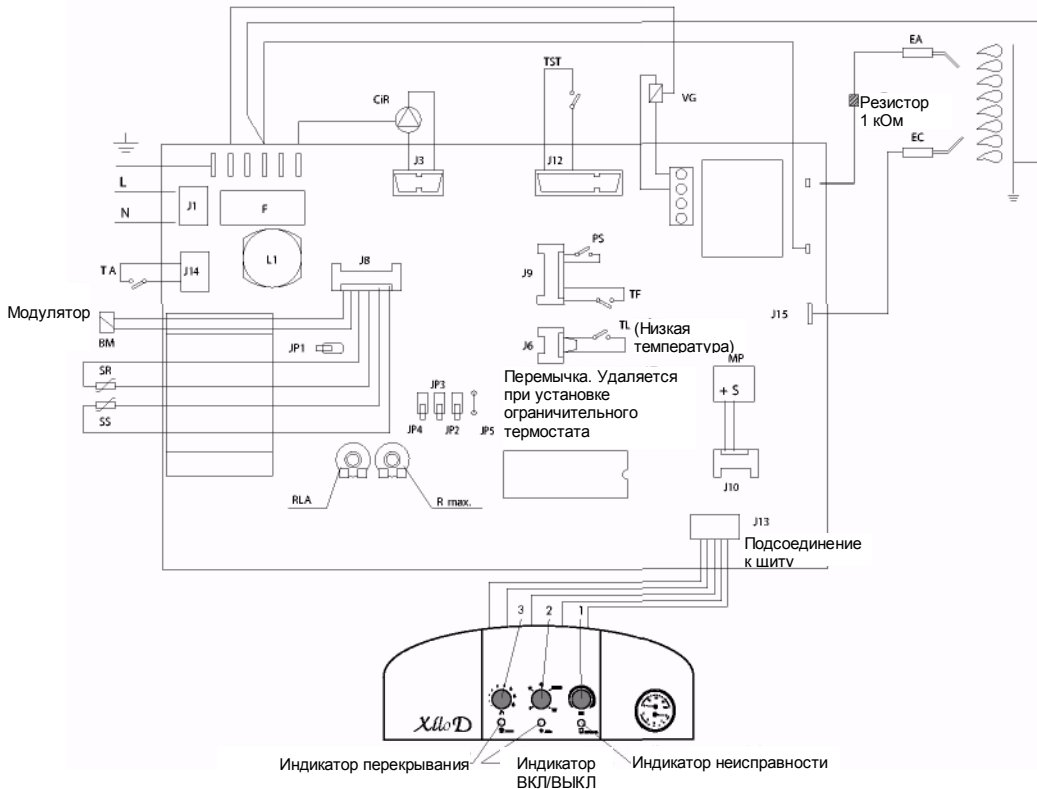 EA
TST
CiR
VG
Резистор
1 кОм
EC
J3
J12
L
J1
F
N
PS
TA
J14
L1
J8
J9
TF
Модулятор
BM
J15
TL
(Низкая
температура)
JP1
J6
SR
MP
Перемычка. Удаляется
при установке
ограничительного
термостата
+ S
JP3
SS
JP4
JP2
JP5
J10
RLA
R max.
J13
Подсоединение
к щиту
3
2
1
Xilo D
Индикатор перекрывания
Индикатор
ВКЛ/ВЫКЛ
Индикатор неисправности